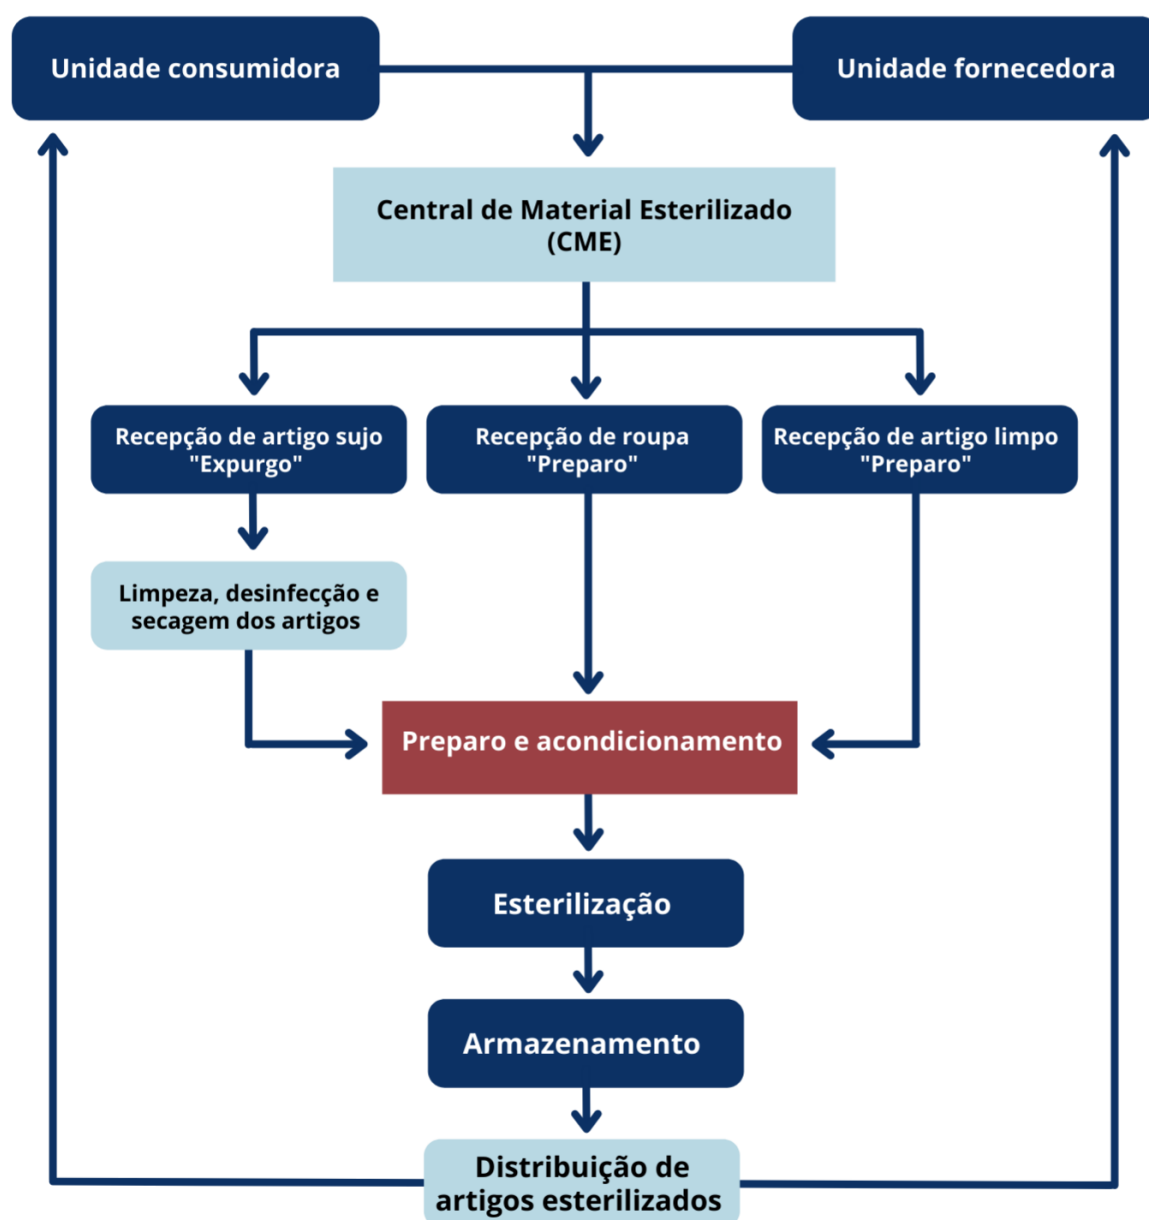 Unidade consumidora
Unidade fornecedora
Central de Material Esterilizado
(CME)
Recepção de artigo sujo
"Expurgo"
Recepção de roupa
"Preparo"
Recepção de artigo limpo
"Preparo"
Limpeza, desinfecção e
secagem dos artigos
Preparo e acondicionamento
Esterilização
Armazenamento
Distribuição de
artigos esterilizados